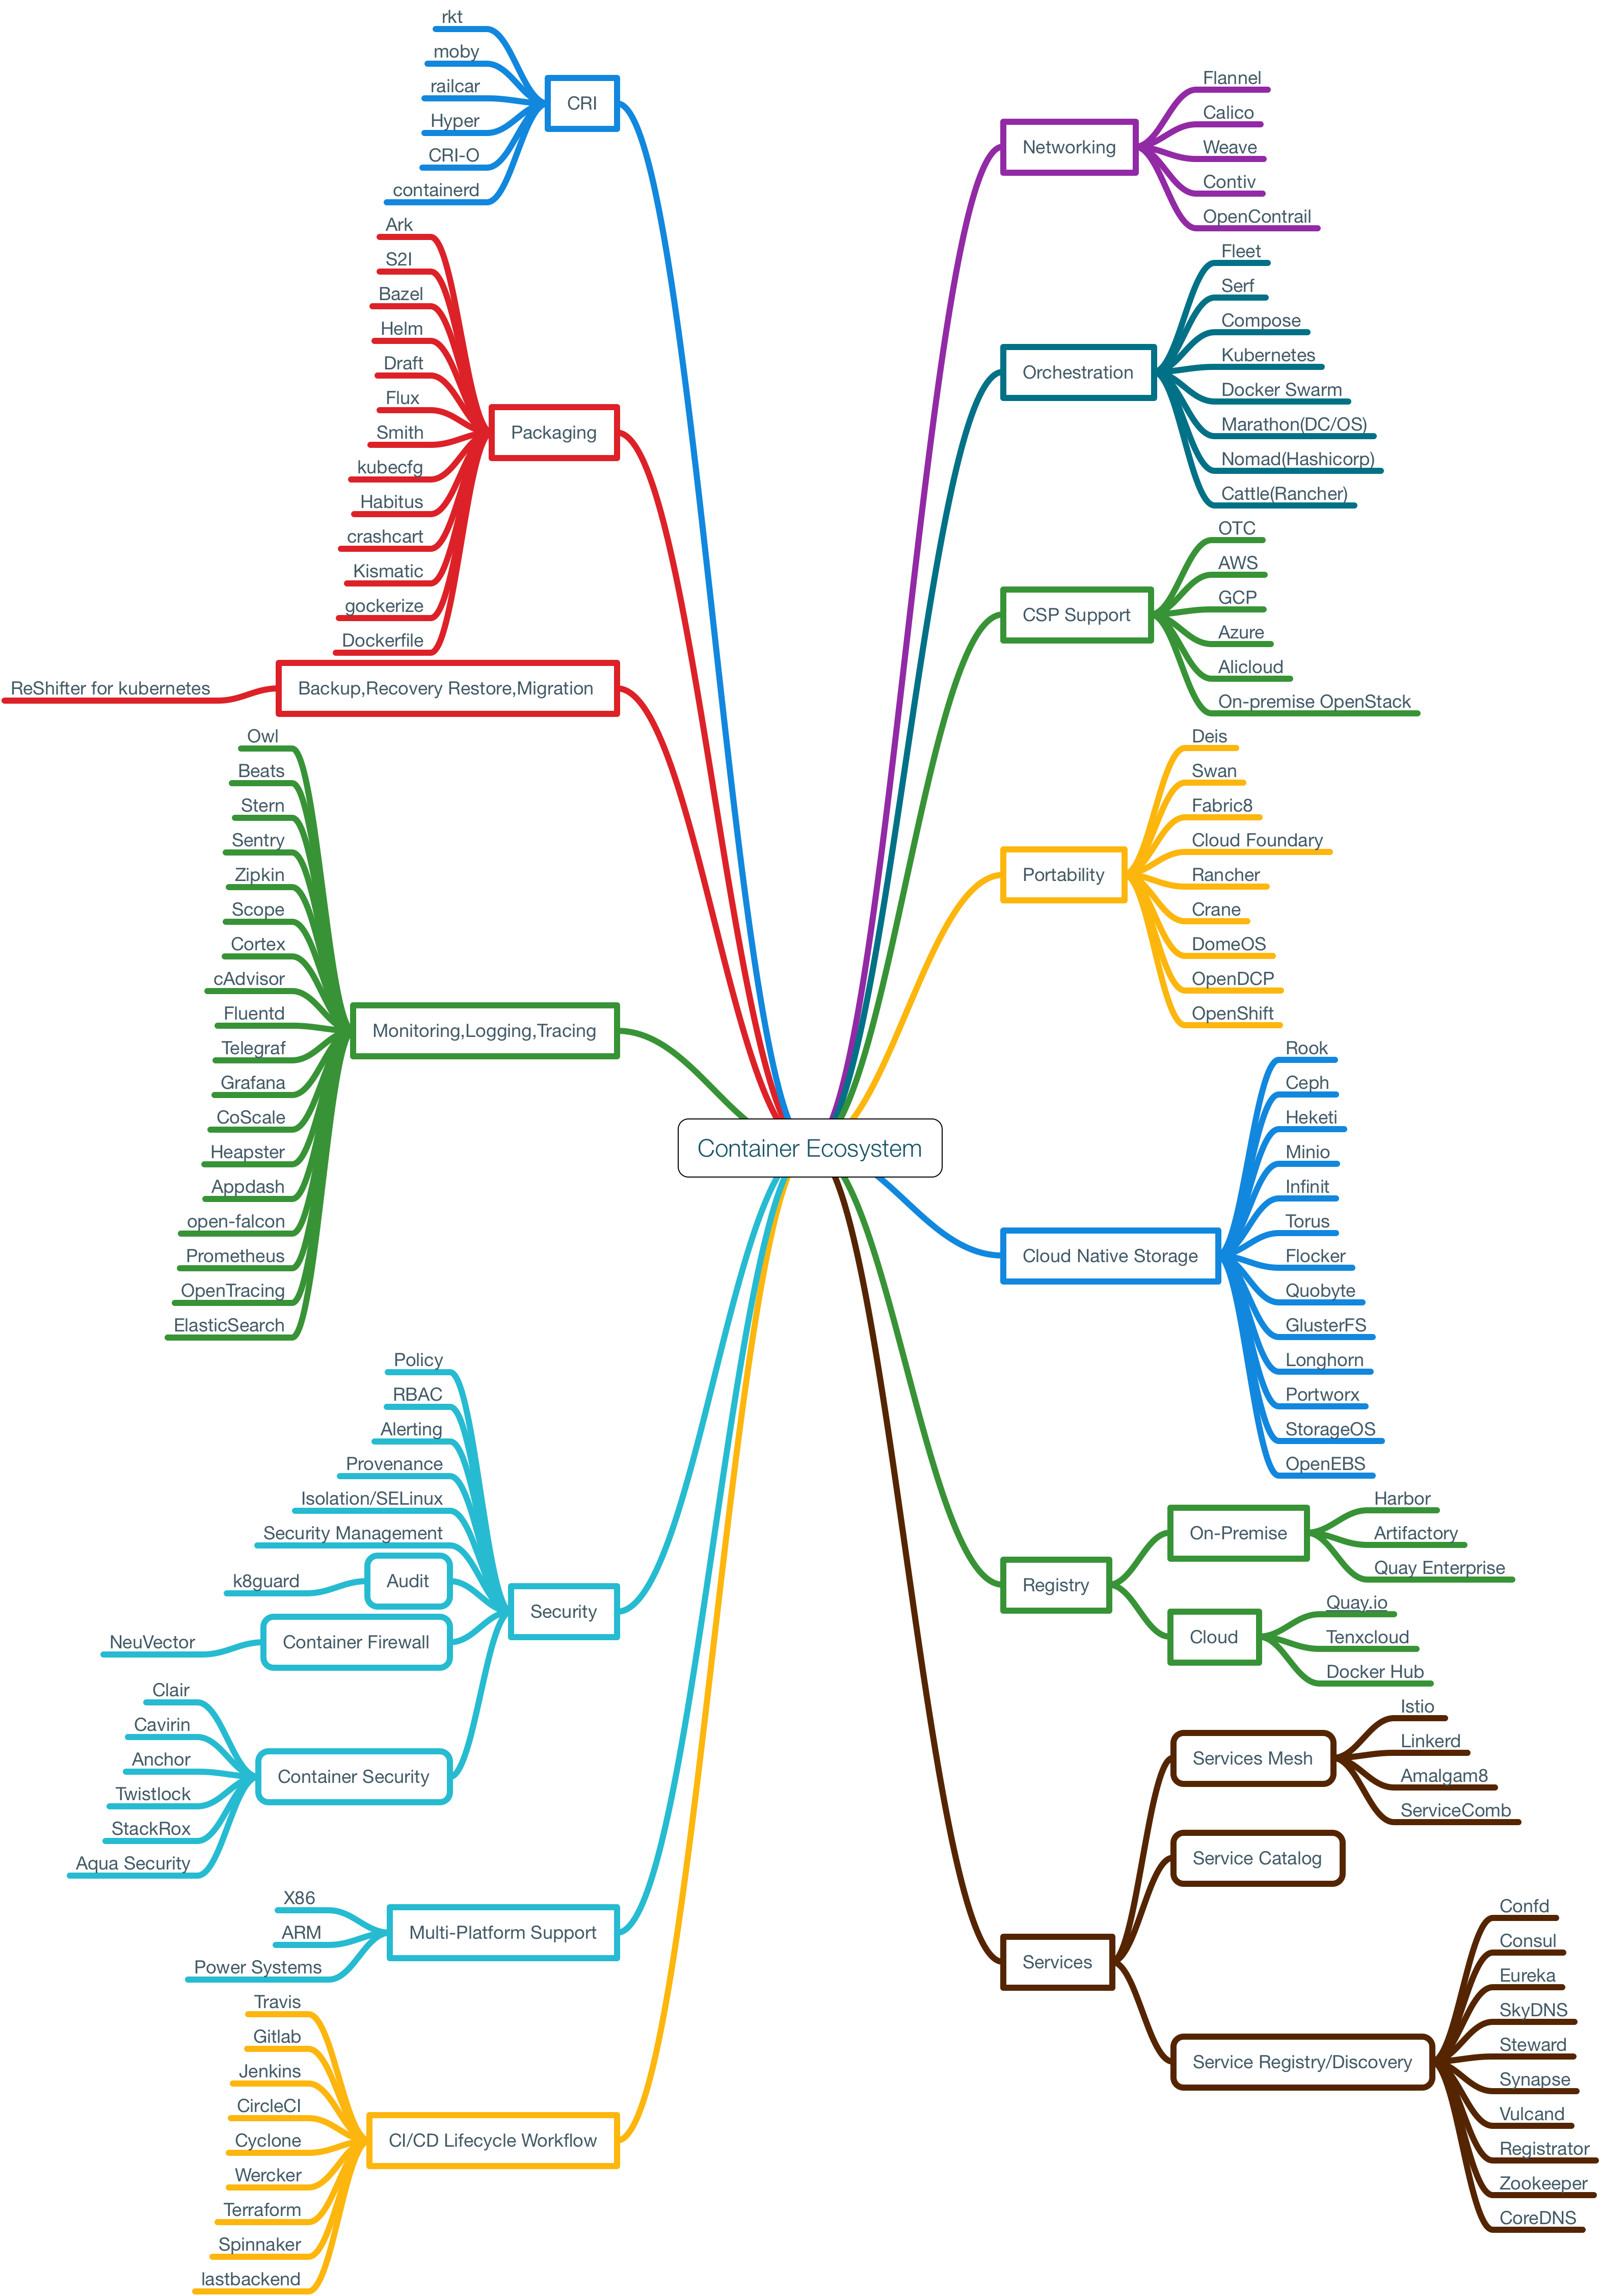 Container Ecosystem
CRI
rkt
moby
railcar
Hyper
CRI-O
containerd
Packaging
Ark
S2I
Bazel
Helm
Draft
Flux
Smith
kubecfg
Habitus
crashcart
Kismatic
gockerize
Dockerfile
Backup,Recovery Restore,Migration
ReShifter for kubernetes
Monitoring,Logging,Tracing
Owl
Beats
Stern
Sentry
Zipkin
Scope
Cortex
cAdvisor
Fluentd
Telegraf
Grafana
CoScale
Heapster
Appdash
open-falcon
Prometheus
OpenTracing
ElasticSearch
Security
Policy
RBAC
Alerting
Provenance
Isolation/SELinux
Security Management
Audit
k8guard
Container Firewall
NeuVector
Container Security
Clair
Cavirin
Anchor
Twistlock
StackRox
Aqua Security
Multi-Platform Support
X86
ARM
Power Systems
CI/CD Lifecycle Workflow
Travis
Gitlab
Jenkins
CircleCI
Cyclone
Wercker
Terraform
Spinnaker
lastbackend
Networking
Flannel
Calico
Weave
Contiv
OpenContrail
Orchestration
Fleet
Serf
Compose
Kubernetes
Docker Swarm
Marathon(DC/OS)
Nomad(Hashicorp)
Cattle(Rancher)
CSP Support
OTC
AWS
GCP
Azure
Alicloud
On-premise OpenStack
Portability
Deis
Swan
Fabric8
Cloud Foundary
Rancher
Crane
DomeOS
OpenDCP
OpenShift
Cloud Native Storage
Rook
Ceph
Heketi
Minio
Infinit
Torus
Flocker
Quobyte
GlusterFS
Longhorn
Portworx
StorageOS
OpenEBS
Registry
On-Premise
Harbor
Artifactory
Quay Enterprise
Cloud
Quay.io
Tenxcloud
Docker Hub
Services
Services Mesh
Istio
Linkerd
Amalgam8
ServiceComb
Service Catalog
Service Registry/Discovery
Confd
Consul
Eureka
SkyDNS
Steward
Synapse
Vulcand
Registrator
Zookeeper
CoreDNS